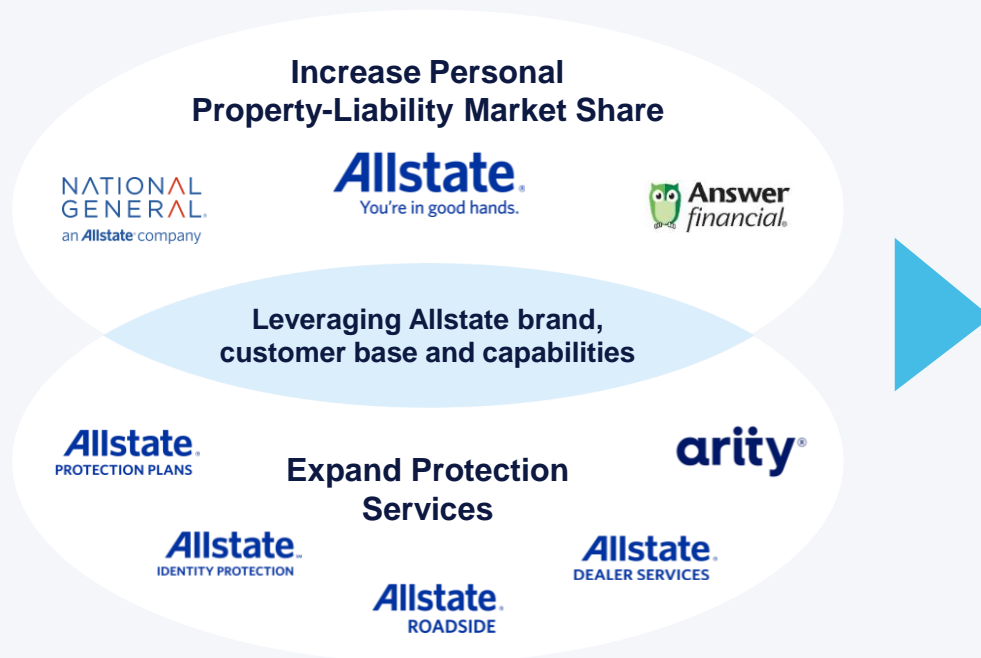 Increase Personal
Property-Liability Market Share
NATIONAL
GENERAL®
an Allstate® company
Allstate®
You're in good hands.
Answer
financial®
Leveraging Allstate brand,
customer base and capabilities
Allstate®
PROTECTION PLANS
arity®
Expand Protection
Services
Allstate℠
IDENTITY PROTECTION
Allstate®
DEALER SERVICES
Allstate®
ROADSIDE